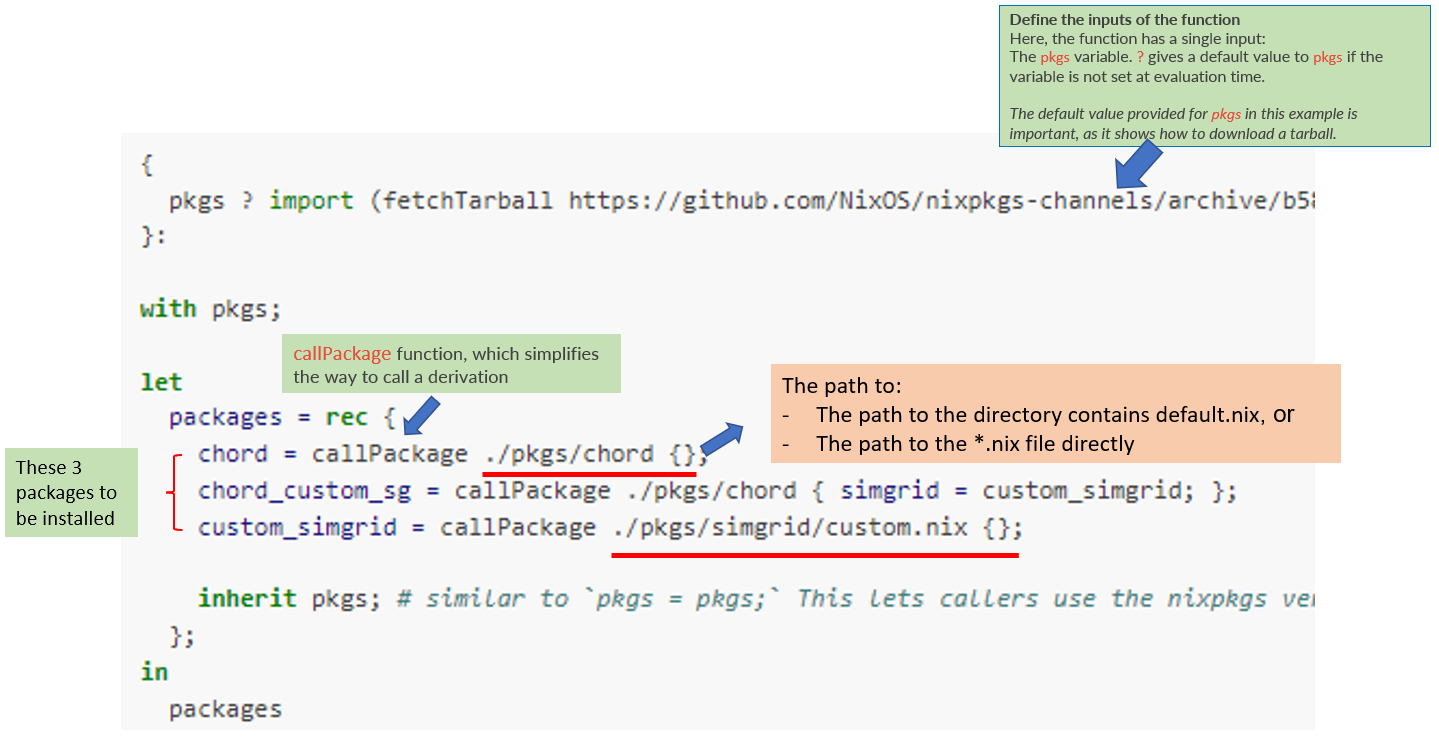 Define the inputs of the function
Here, the function has a single input:
The pkgs variable. ? gives a default value to pkgs if the
variable is not set at evaluation time.
The default value provided for pkgs in this example is
important, as it shows how to download a tarball.
{
pkgs ? import (fetchTarball https://github.com/NixOS/nixpkgs-channels/archive/b58
}:
with pkgs;
callPackage function, which simplifies
the way to call a derivation
let
packages = rec {
The path to:
- The path to the directory contains default.nix, or
- The path to the *.nix file directly
These 3
packages to
be installed
chord = callPackage ./pkgs/chord {};
chord_custom_sg = callPackage ./pkgs/chord { simgrid = custom_simgrid; };
custom_simgrid = callPackage ./pkgs/simgrid/custom.nix {};
inherit pkgs; # similar to `pkgs = pkgs;` This lets callers use the nixpkgs ver
};
in
packages